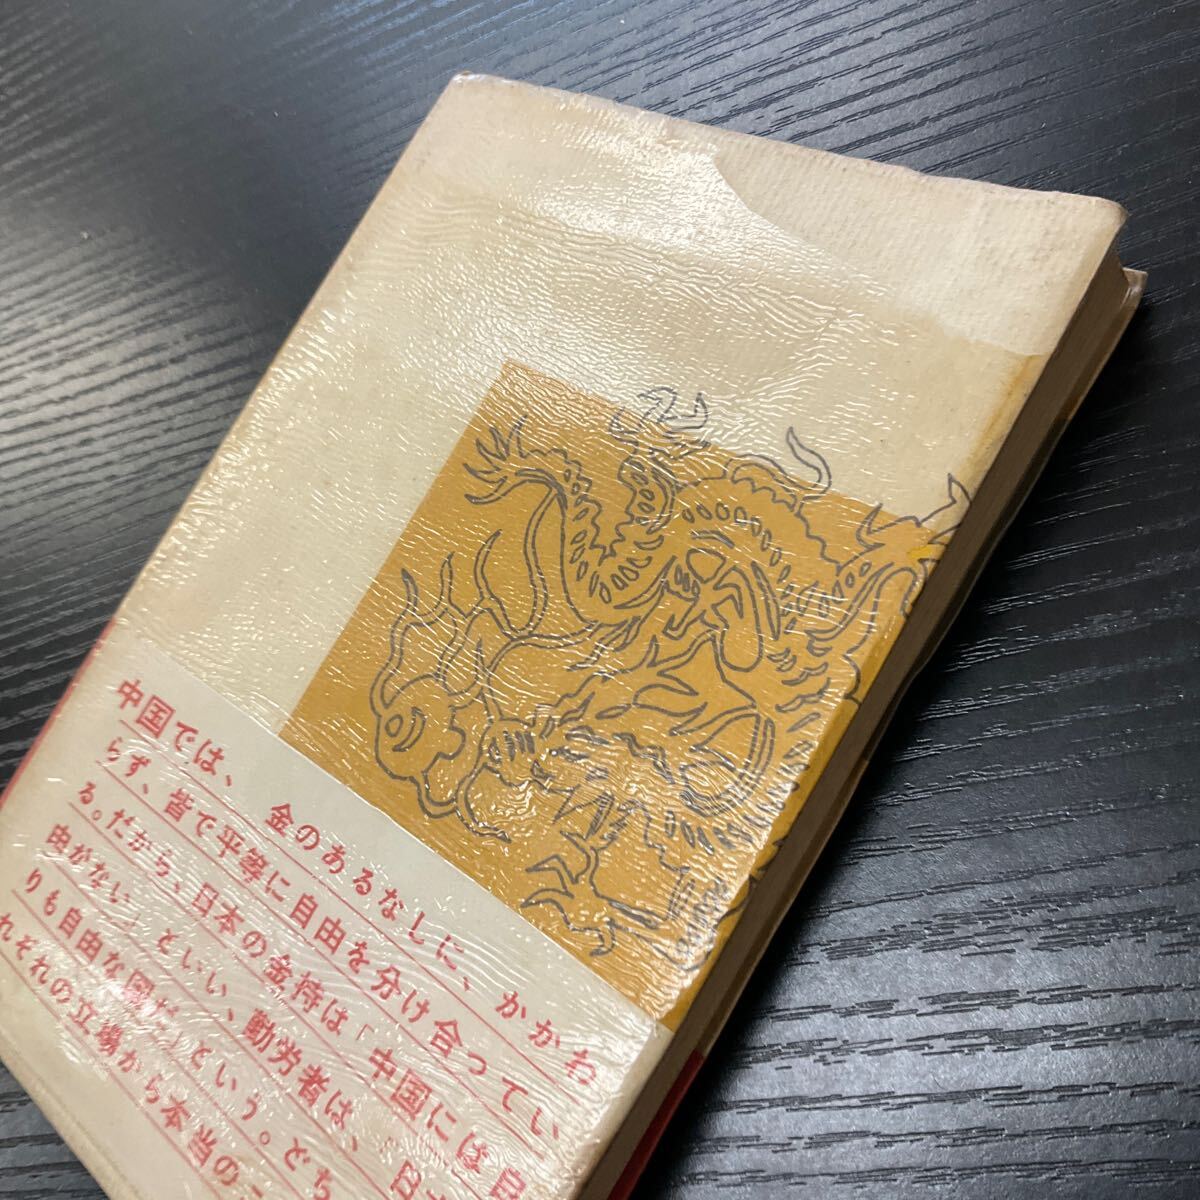 中国では、金のあるなしに、かかわ
らず、皆で平等に自由を分け合ってい
る。だから、日本の金持は「中国には自
由がない」といい、勤労者は、日本
りも自由な国だ」という。どち
れぞれの立場から本当の